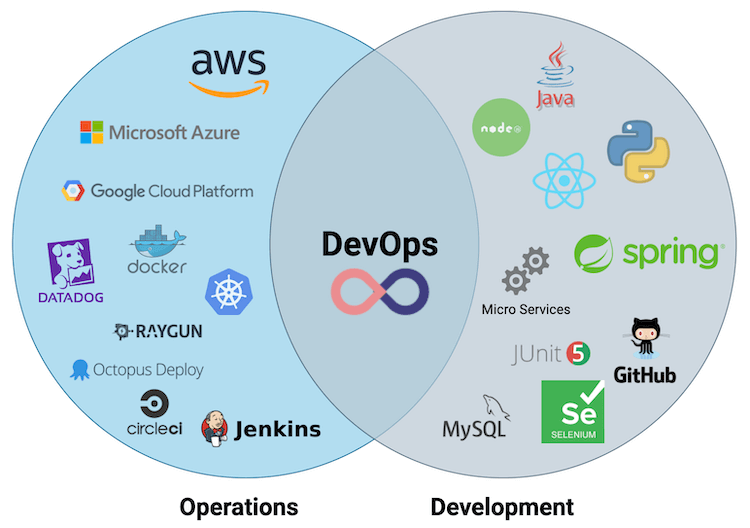 aws
Microsoft Azure
Google Cloud Platform
docker
DATADOG
RAYGUN
Octopus Deploy
circleci
Jenkins
DevOps
Java
node
spring
Micro Services
JUnit 5
GitHub
MySQL
Se
SELENIUM
Operations
Development